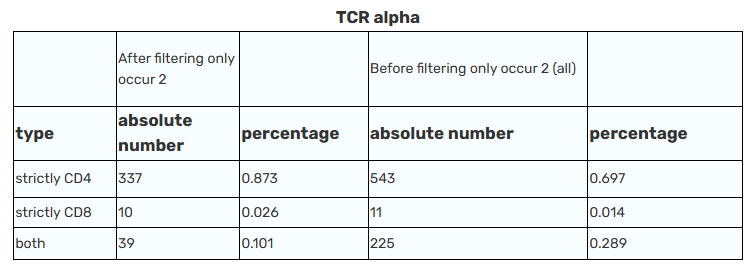 TCR alpha
After filtering only
occur 2
Before filtering only occur 2 (all)
type
absolute
number
percentage
absolute number
percentage
strictly CD4 337 0.873 543 0.697
strictly CD8 10 0.026 11 0.014
both 39 0.101 225 0.289